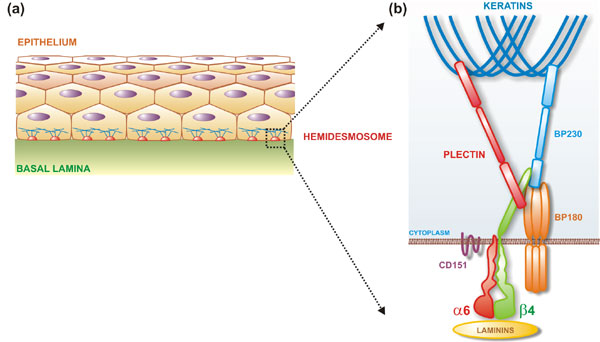 (a)
EPITHELIUM
HEMIDESMOSOME
BASAL LAMINA
(b)
KERATINS
BP230
PLECTIN
BP180
CYTOPLASM
CD151
α6
β4
LAMININS